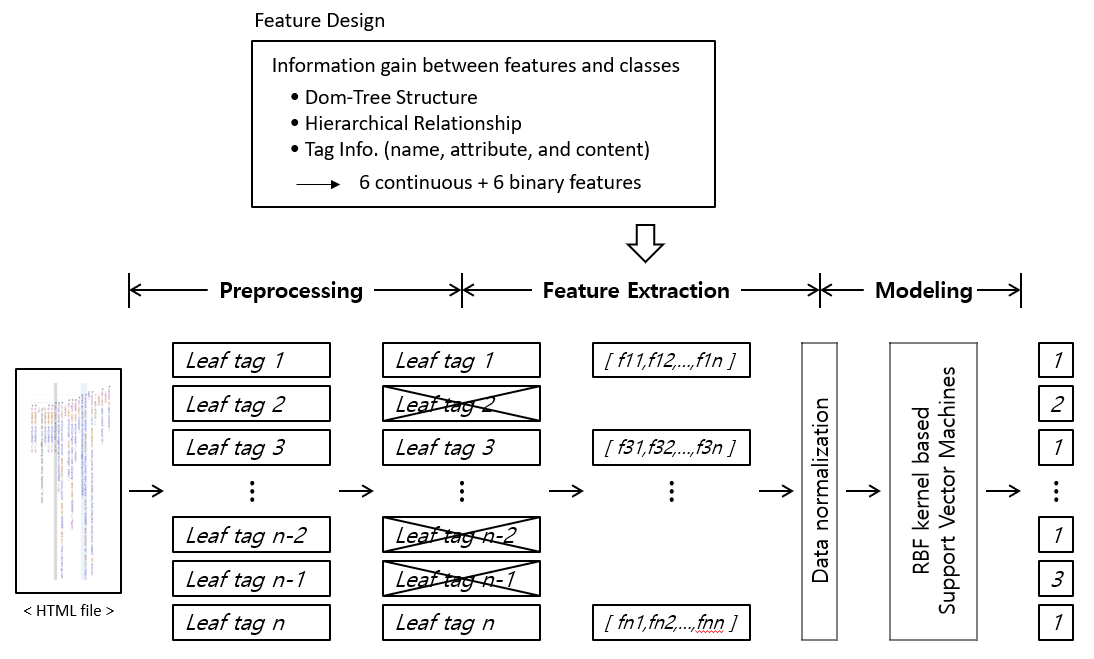 Feature Design
Information gain between features and classes
• Dom-Tree Structure
• Hierarchical Relationship
• Tag Info. (name, attribute, and content)
6 continuous + 6 binary features
Preprocessing
Feature Extraction
Modeling
< HTML file >
Leaf tag 1
Leaf tag 2
Leaf tag 3
⋮
Leaf tag n-2
Leaf tag n-1
Leaf tag n
Leaf tag 1
Leaf tag 2
Leaf tag 3
⋮
Leaf tag n-2
Leaf tag n-1
Leaf tag n
[ f11,f12,...,f1n ]
[ f31,f32,...,f3n ]
⋮
[ fn1,fn2,...,fnn ]
Data normalization
RBF kernel based
Support Vector Machines
1
2
1
⋮
1
3
1